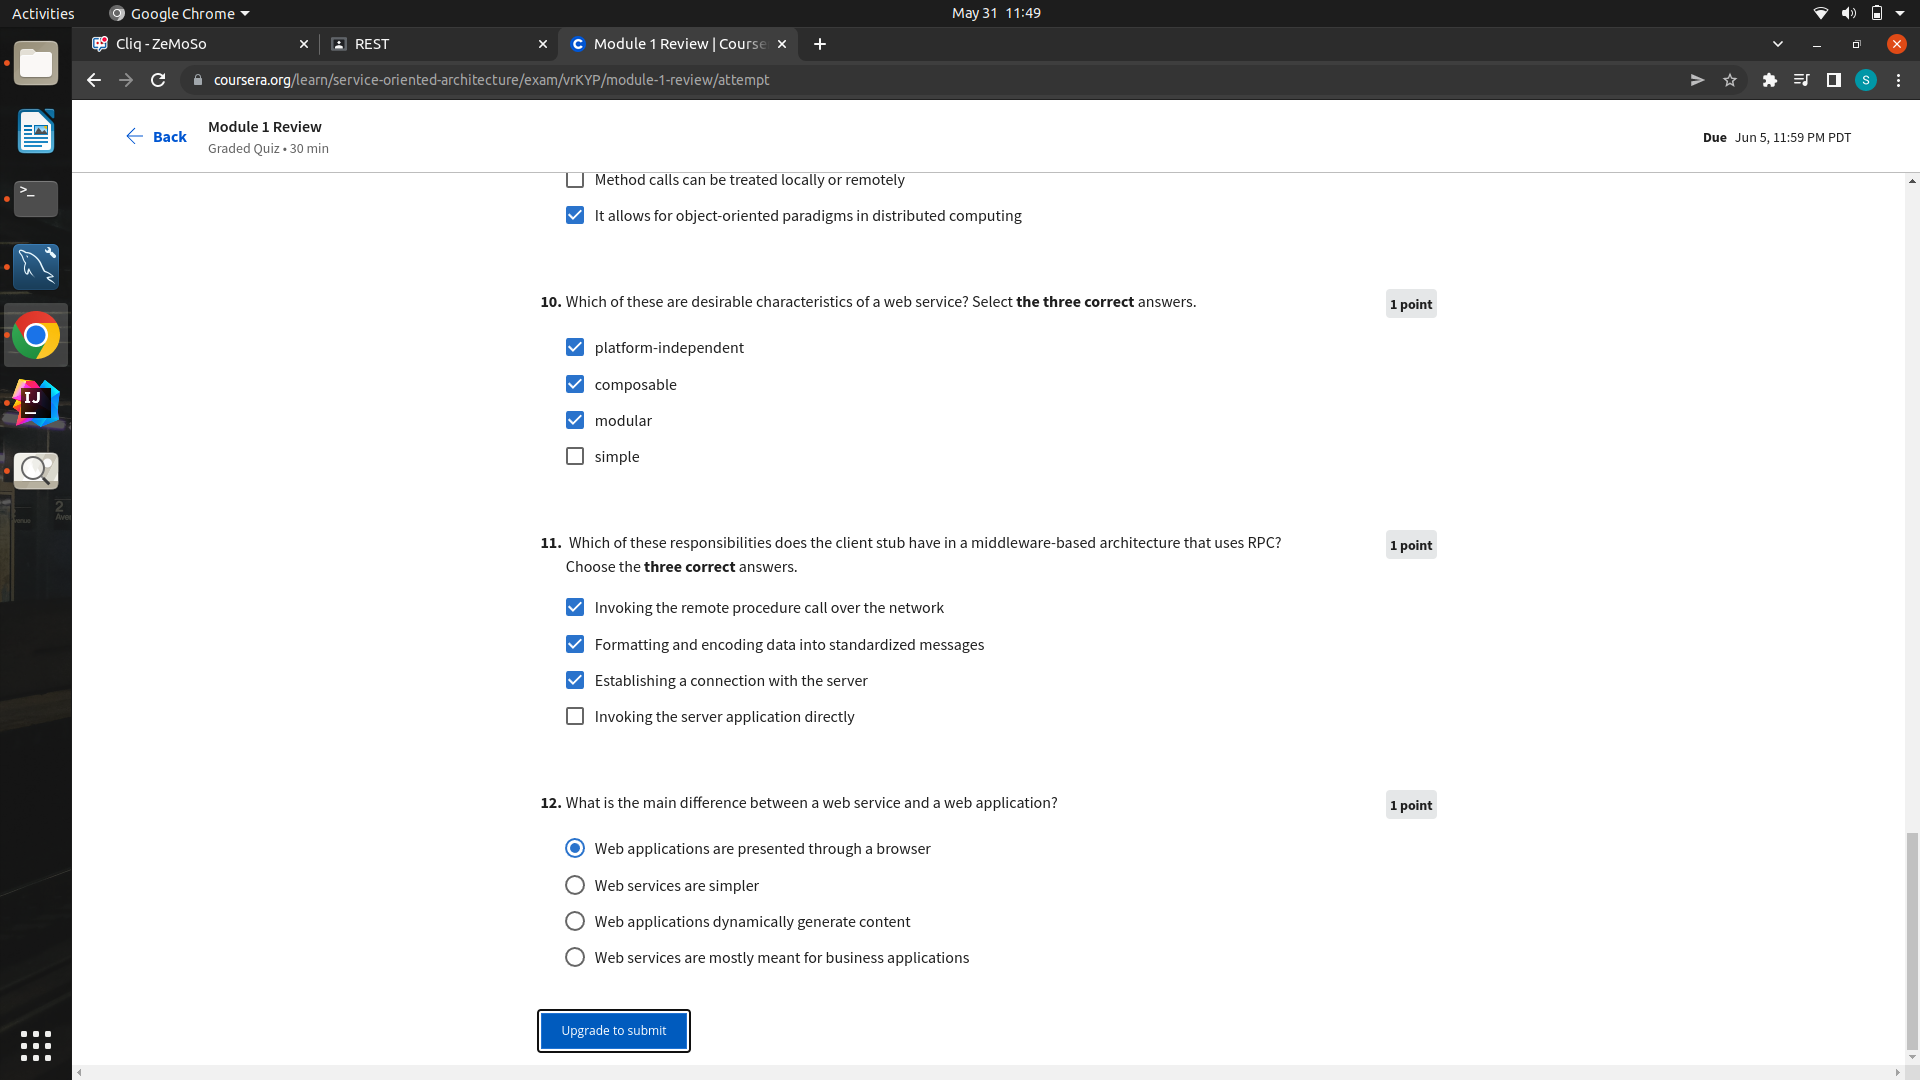 Activities
Google Chrome
May 31 11:49
Cliq - ZeMoSo
REST
Module 1 Review | Course
coursera.org/learn/service-oriented-architecture/exam/vrKYP/module-1-review/attempt
S
Back
Module 1 Review
Graded Quiz • 30 min
Due Jun 5, 11:59 PM PDT
Method calls can be treated locally or remotely
It allows for object-oriented paradigms in distributed computing
10. Which of these are desirable characteristics of a web service? Select the three correct answers.
1 point
platform-independent
composable
modular
simple
11. Which of these responsibilities does the client stub have in a middleware-based architecture that uses RPC?
Choose the three correct answers.
1 point
Invoking the remote procedure call over the network
Formatting and encoding data into standardized messages
Establishing a connection with the server
Invoking the server application directly
12. What is the main difference between a web service and a web application?
1 point
Web applications are presented through a browser
Web services are simpler
Web applications dynamically generate content
Web services are mostly meant for business applications
Upgrade to submit
>_
IJ